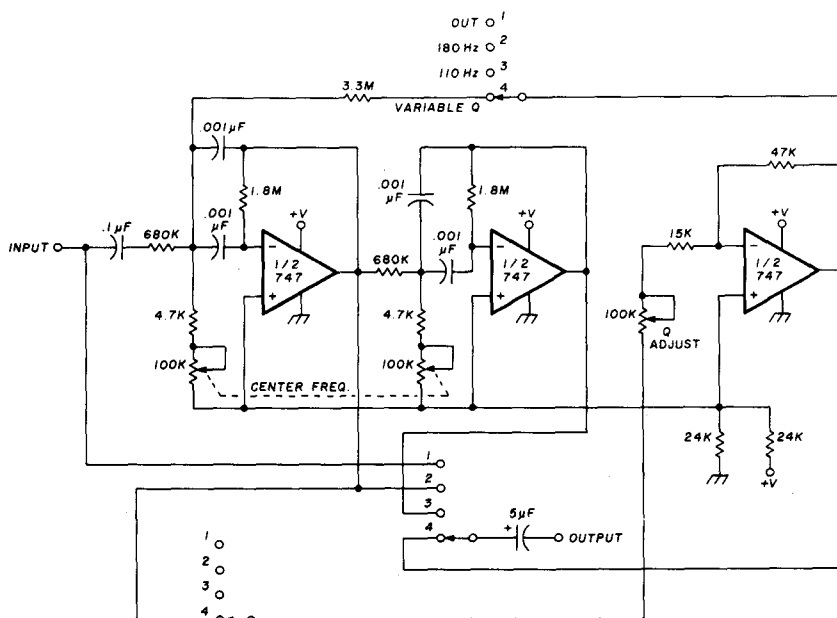 OUT 1
180 Hz 2
110 Hz 3
4
3.3M
VARIABLE Q
.001µF
47K
1.8M
.001
µF
1.8M
.1µF
680K
.001
µF
+V
.001
µF
+V
15K
+V
INPUT
1/2
747
680K
1/2
747
1/2
747
4.7K
4.7K
100K
Q
ADJUST
100K
100K
CENTER FREQ.
24K
24K
+V
1
2
3
4
5µF
+
OUTPUT
1
2
3
4